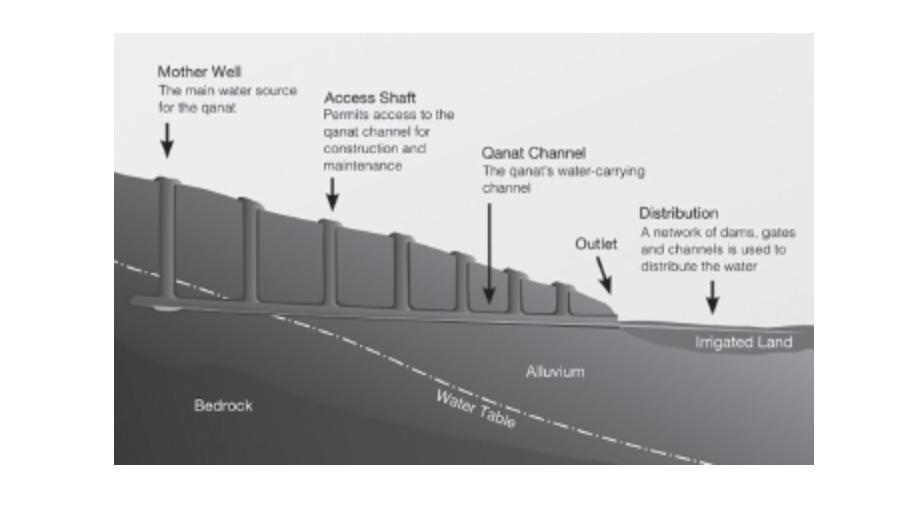 Mother Well
The main water source
for the qanat
Access Shaft
Permits access to the
qanat channel for
construction and
maintenance
Qanat Channel
The qanat's water-carrying
channel
Outlet
Distribution
A network of dams, gates
and channels is used to
distribute the water
Irrigated Land
Alluvium
Water Table
Bedrock